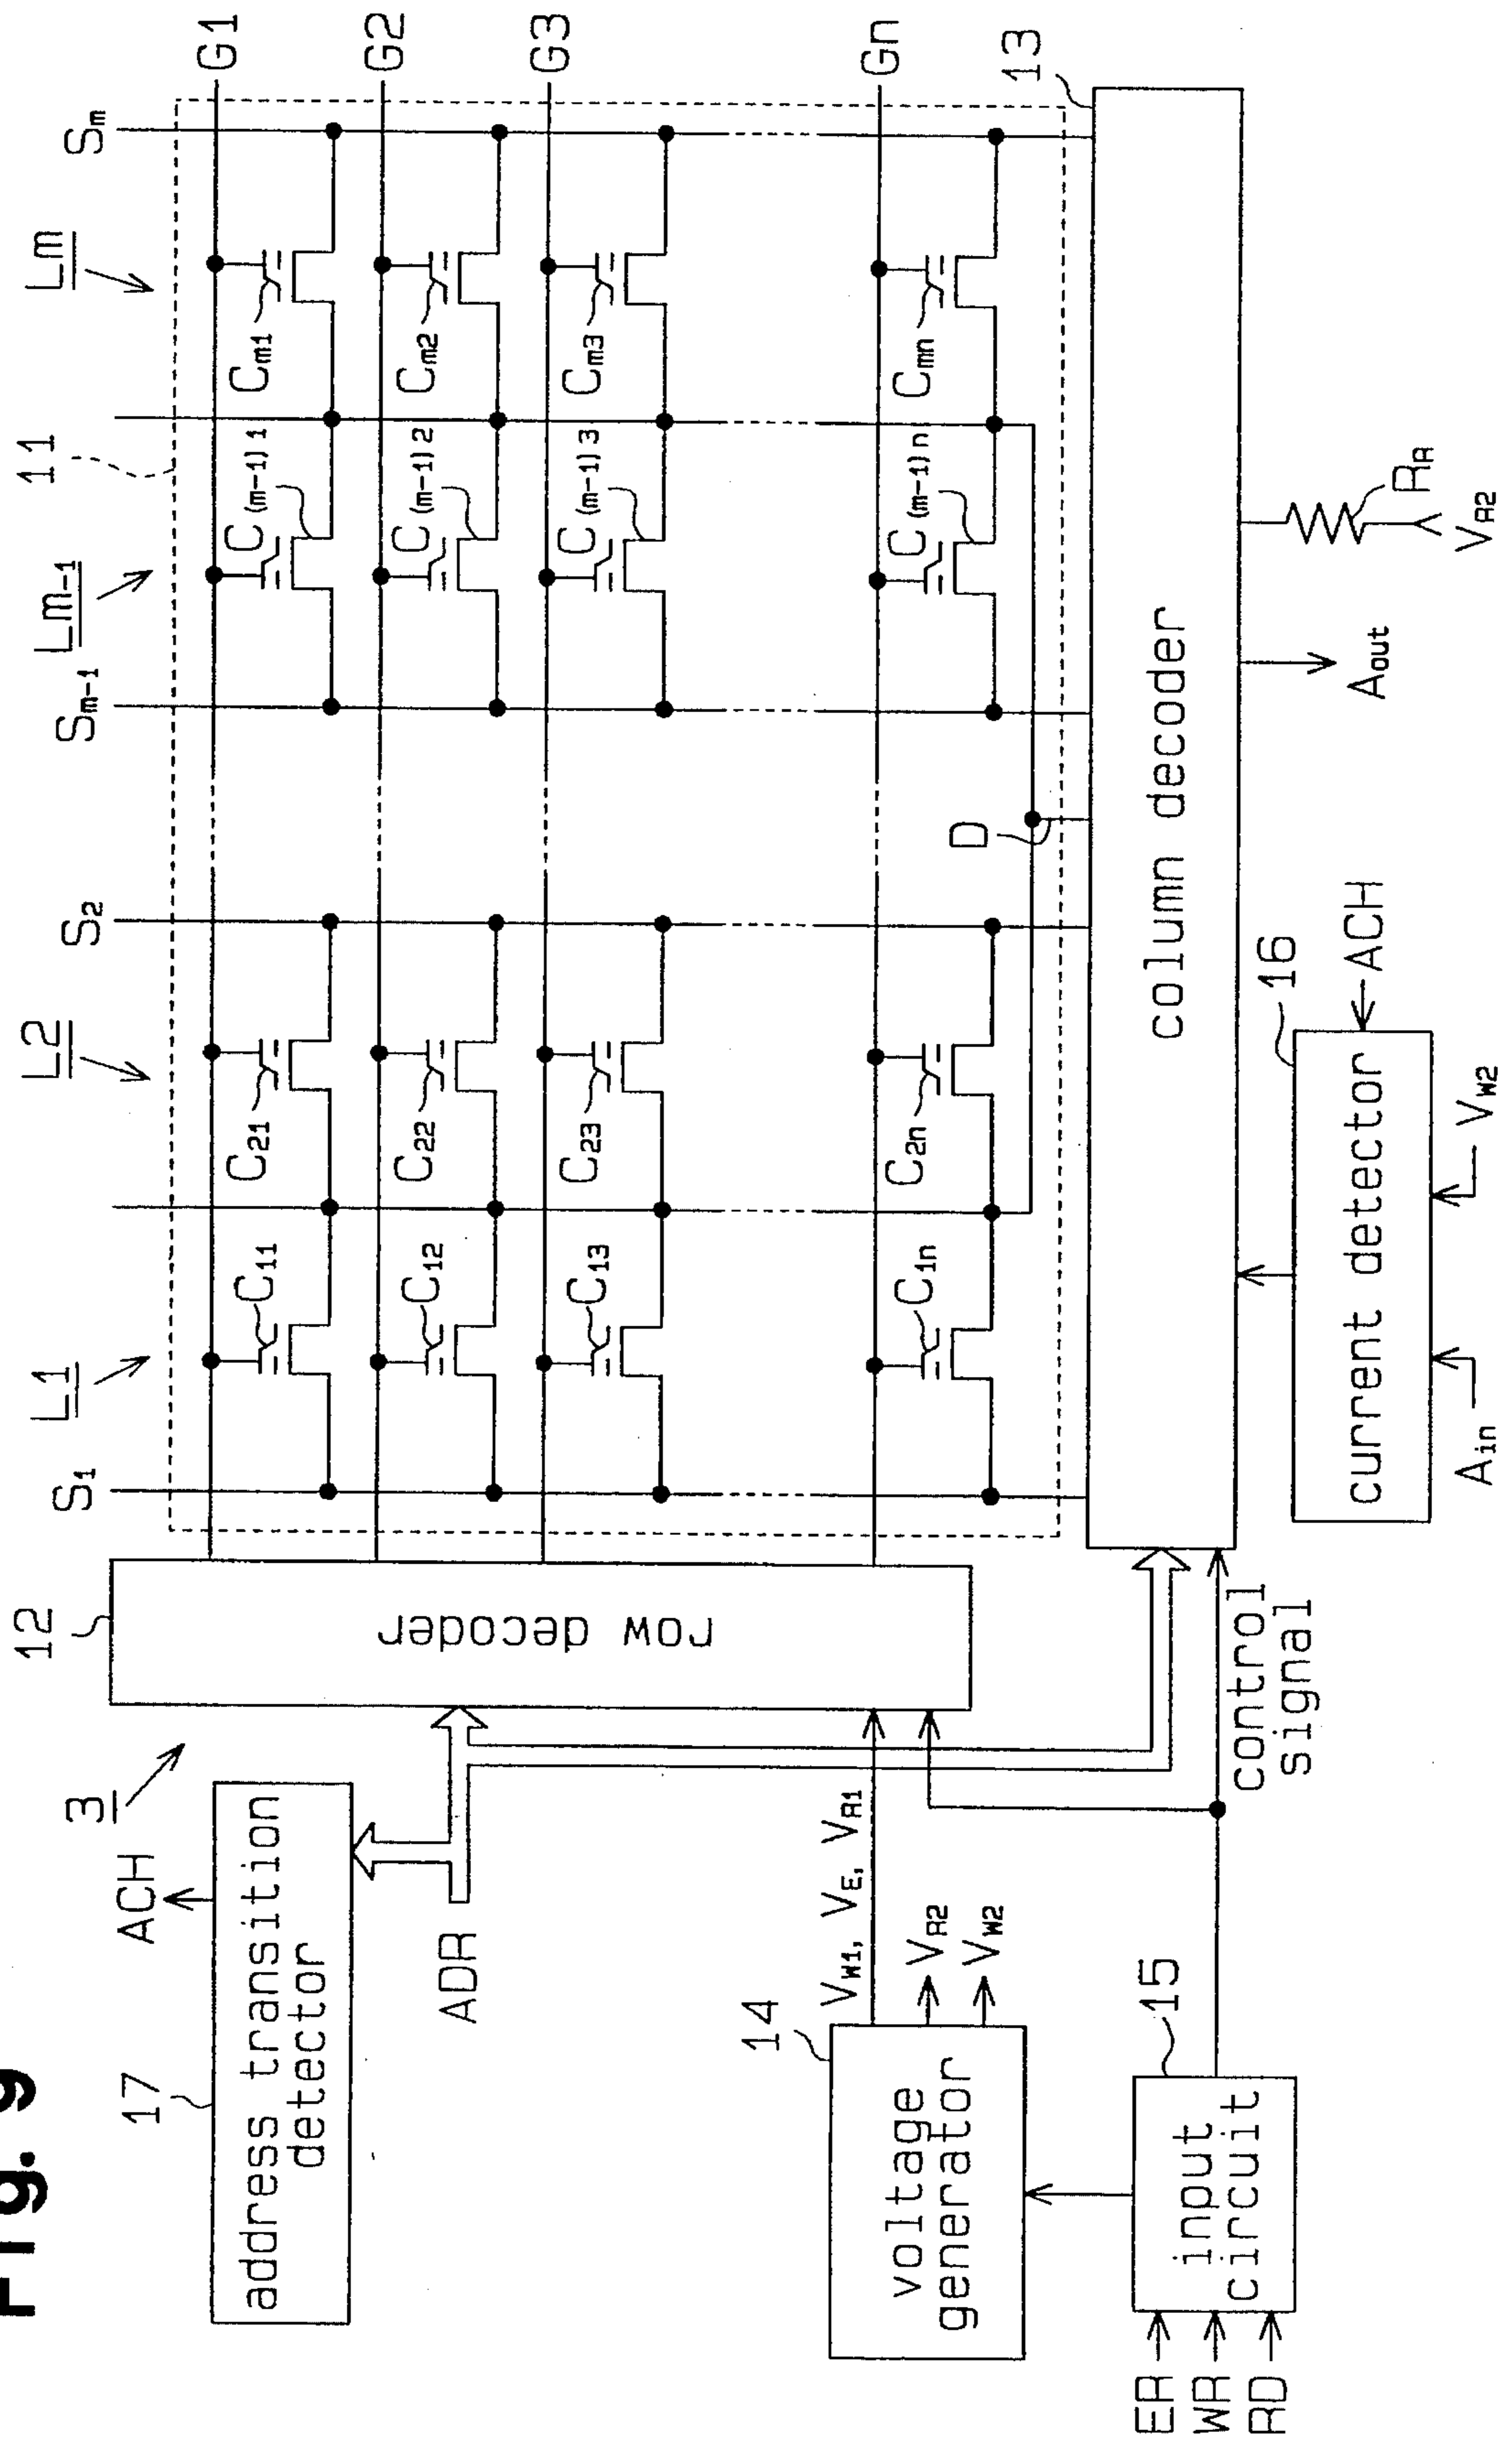 Fig. 9
17
address transition
detector
ACH
3
ADR
12
row decoder
14
voltage
generator
VW1, VE, VR1
VR2
VW2
15
input
circuit
ER
WR
RD
control
signal
11
L1
L2
Lm-1
Lm
S1
S2
Sm-1
Sm
G1
G2
G3
Gn
C11
C21
C(m-1)1
Cm1
C12
C22
C(m-1)2
Cm2
C13
C23
C(m-1)3
Cm3
C1n
C2n
C(m-1)n
Cmn
D
13
column decoder
16
current detector
ACH
Ain
VW2
Aout
RR
VR2